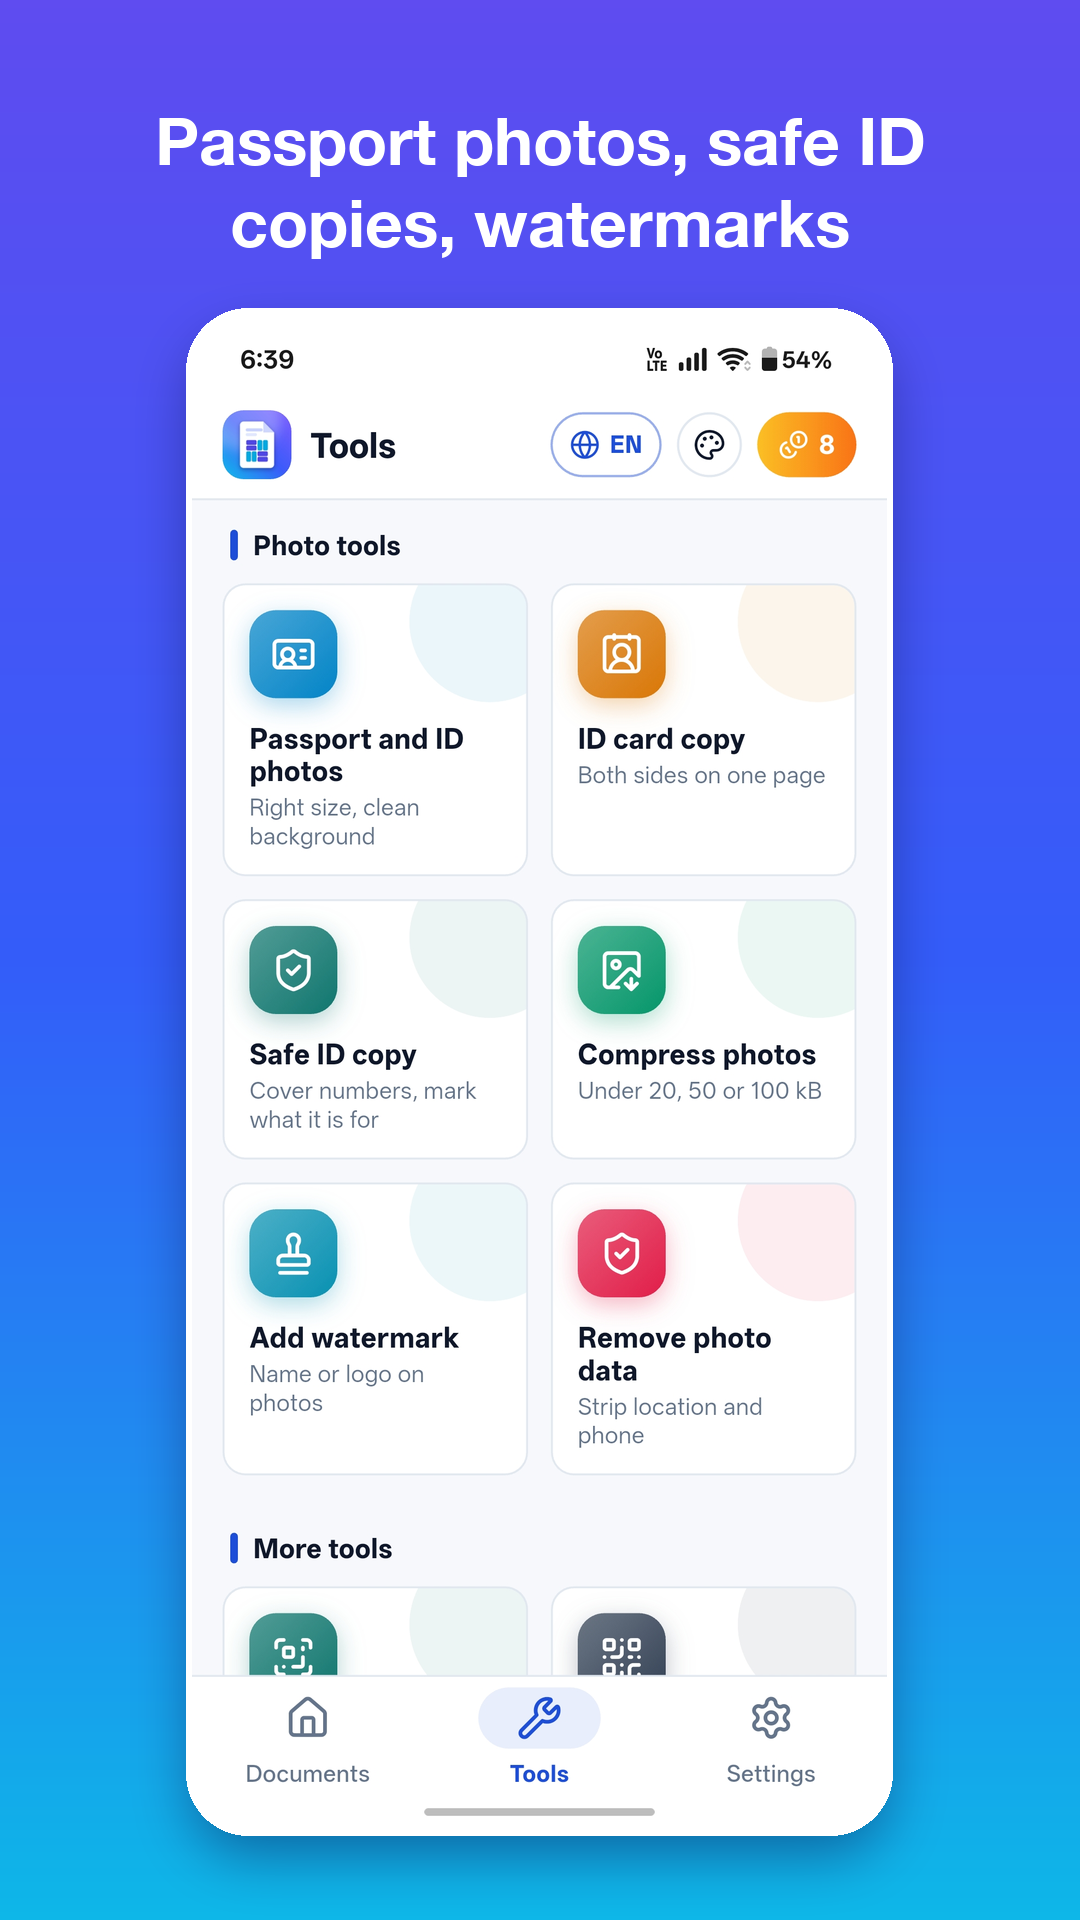 Passport photos, safe ID
copies, watermarks
6:39
Vo
LTE
54%
Tools
EN
8
Photo tools
Passport and ID
photos
Right size, clean
background
ID card copy
Both sides on one page
Safe ID copy
Cover numbers, mark
what it is for
Compress photos
Under 20, 50 or 100 kB
Add watermark
Name or logo on
photos
Remove photo
data
Strip location and
phone
More tools
Documents
Tools
Settings